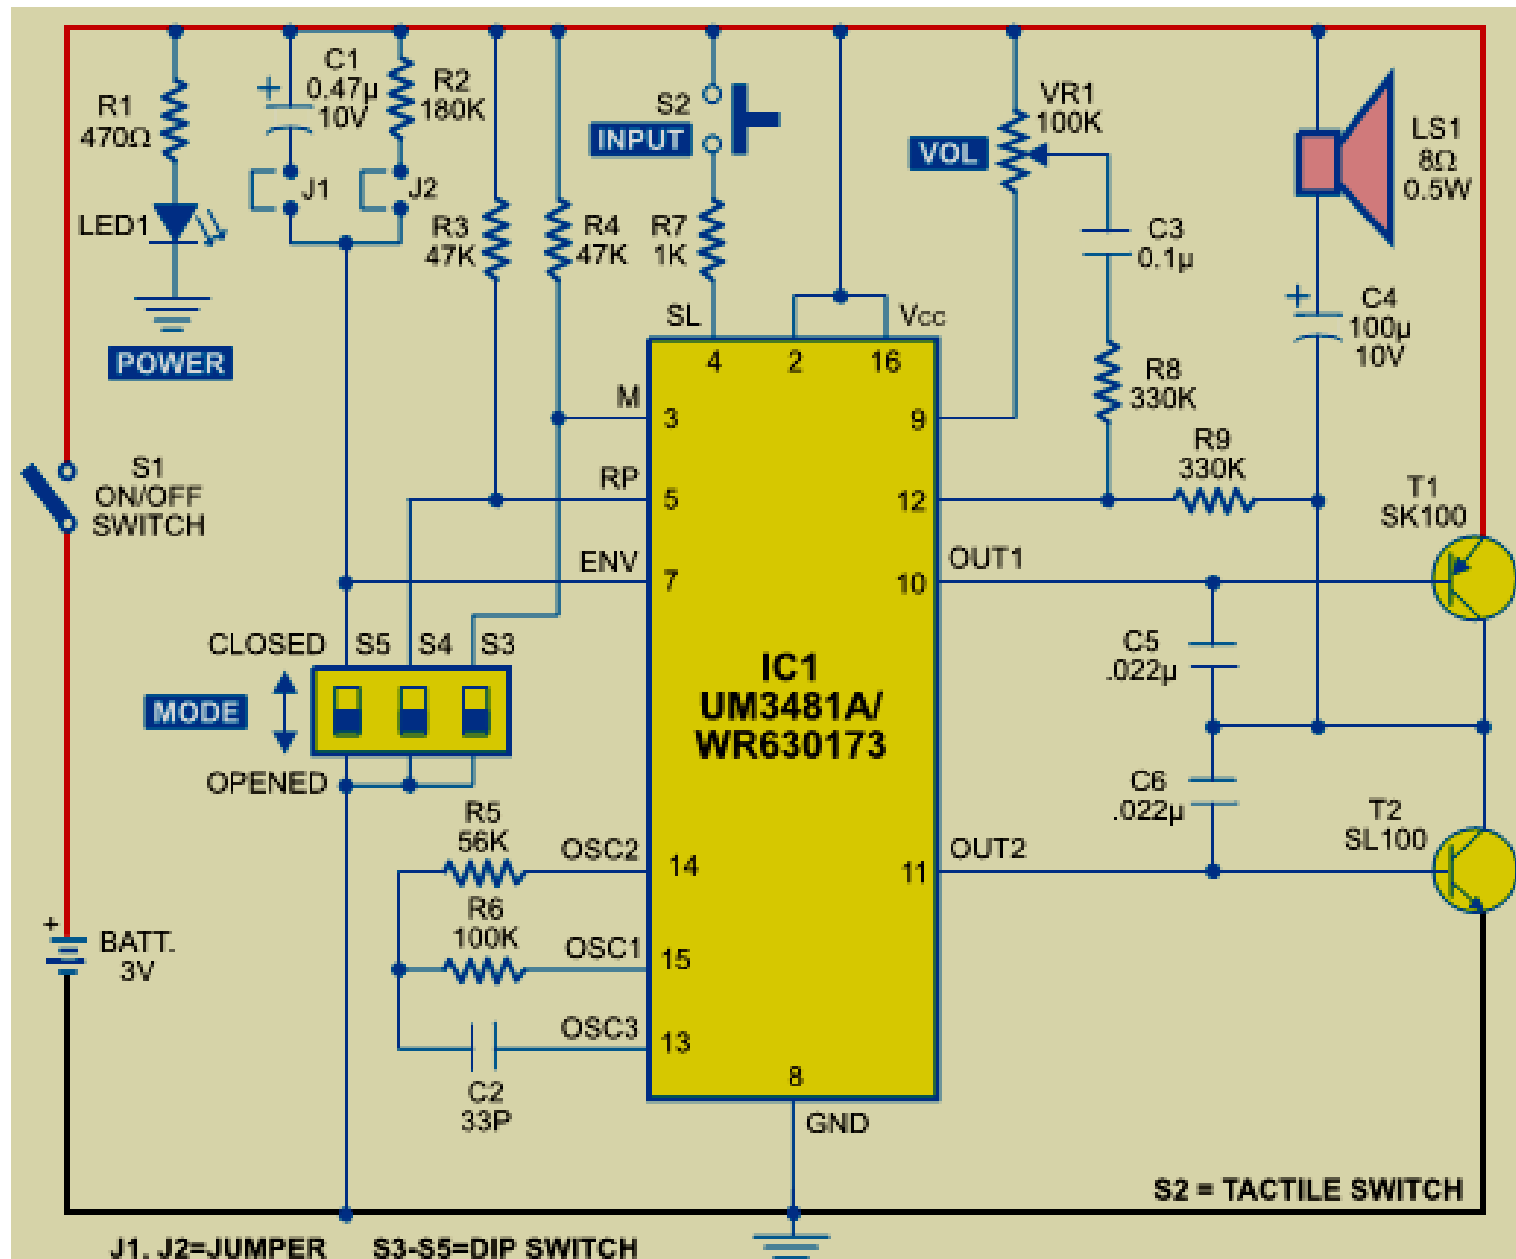 R1
470Ω
C1
+
0.47µ
10V
R2
180K
J1
J2
LED1
POWER
R3
47K
R4
47K
S2
INPUT
R7
1K
VR1
100K
VOL
LS1
8Ω
0.5W
C3
0.1µ
+
C4
100µ
10V
R8
330K
R9
330K
SL
VCC
4
2
16
M
3
9
RP
5
12
ENV
7
10
OUT1
S1
ON/OFF
SWITCH
T1
SK100
CLOSED
S5
S4
S3
MODE
OPENED
IC1
UM3481A/
WR630173
C5
.022µ
C6
.022µ
T2
SL100
R5
56K
OSC2
14
11
OUT2
R6
100K
OSC1
15
OSC3
13
C2
33P
8
GND
+
BATT.
3V
S2 = TACTILE SWITCH
J1, J2=JUMPER
S3-S5=DIP SWITCH